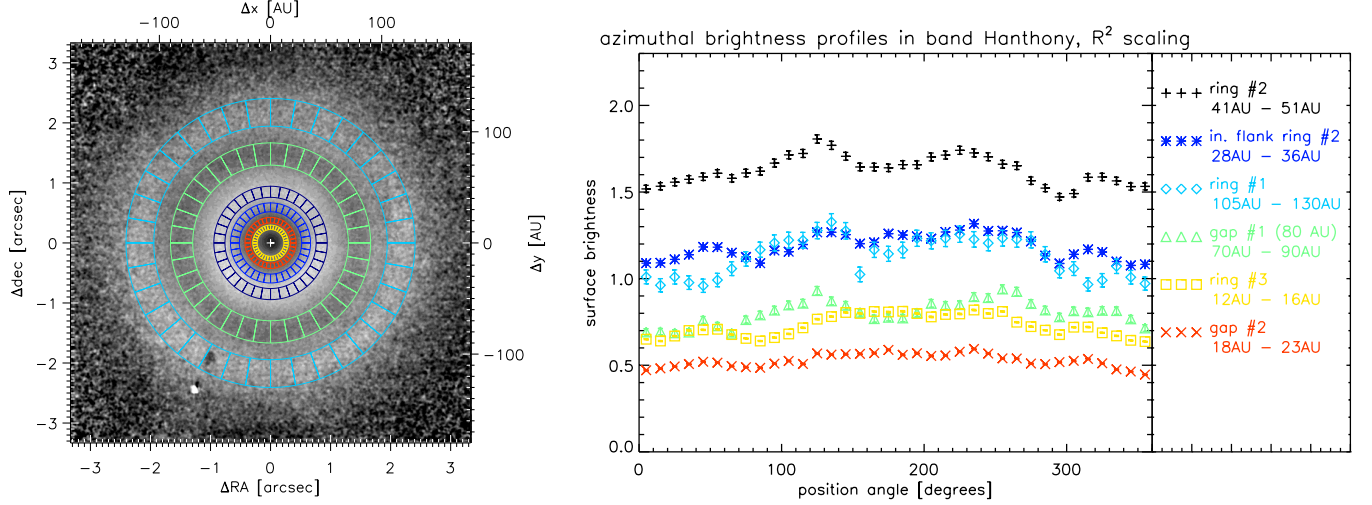 Δx [AU]
−100 0 100
3
2
1
0
−1
−2
−3
Δdec [arcsec]
100
0
−100
Δy [AU]
−3 −2 −1 0 1 2 3
ΔRA [arcsec]
azimuthal brightness profiles in band Hanthony, R² scaling
2.0
1.5
1.0
0.5
0.0
surface brightness
0 100 200 300
position angle [degrees]
ring #2
41AU − 51AU
in. flank ring #2
28AU − 36AU
ring #1
105AU − 130AU
gap #1 (80 AU)
70AU − 90AU
ring #3
12AU − 16AU
gap #2
18AU − 23AU